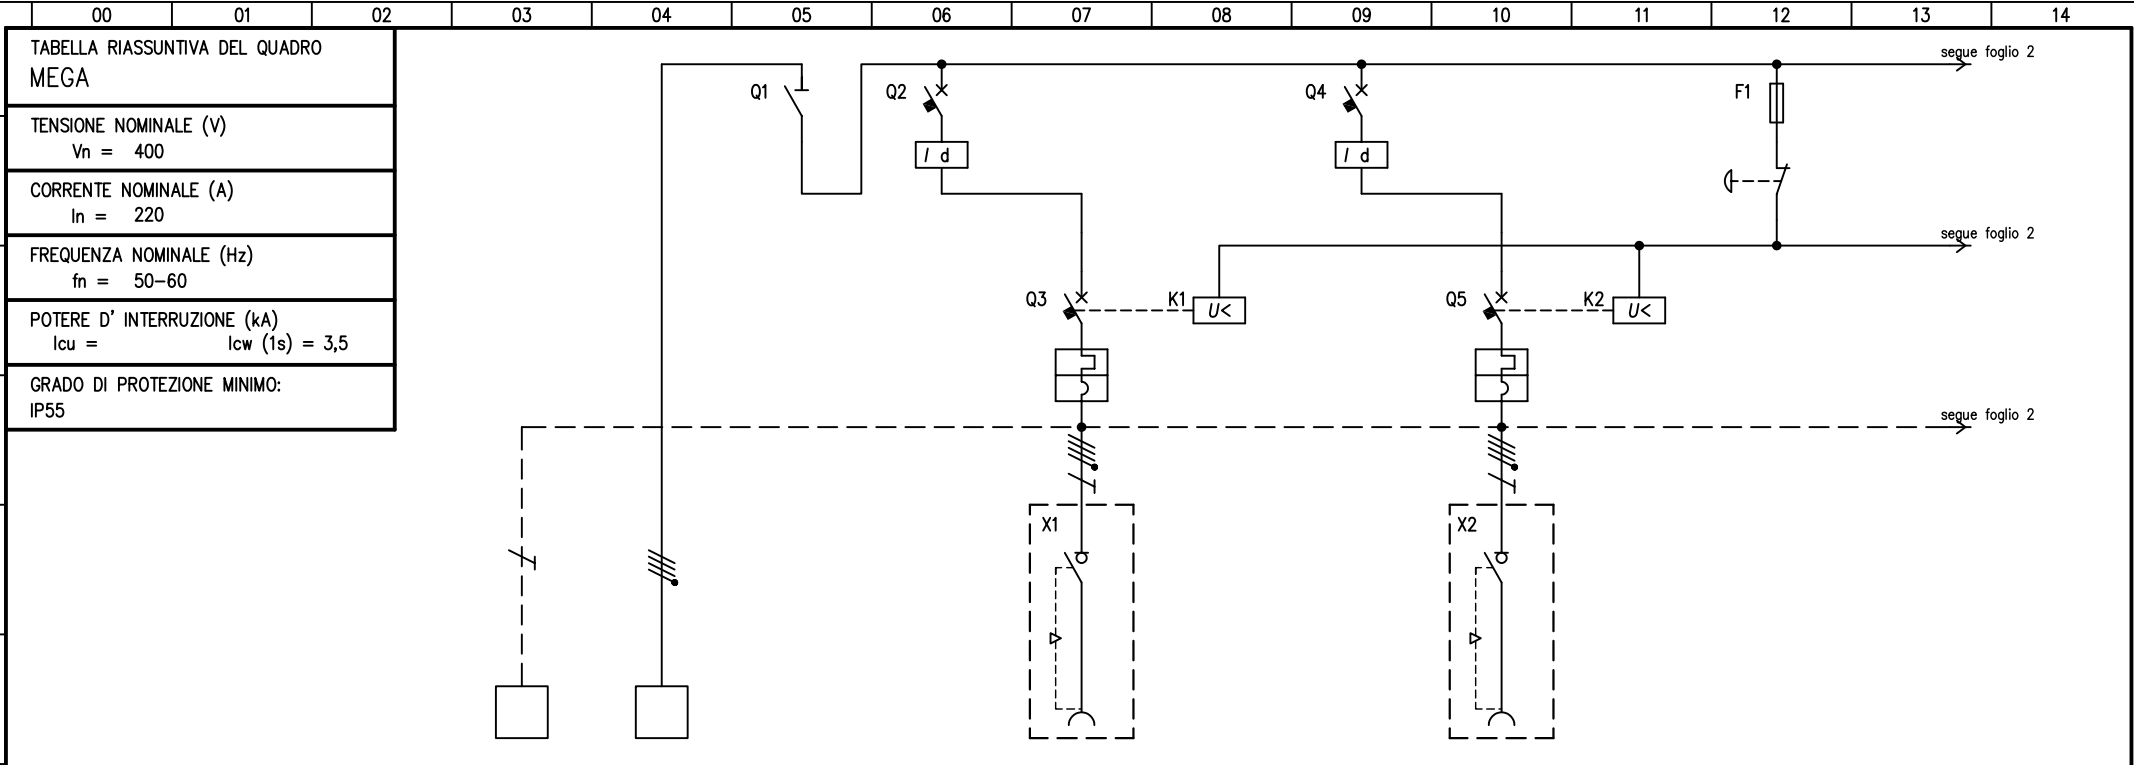 00 01 02 03 04 05 06 07 08 09 10 11 12 13 14
TABELLA RIASSUNTIVA DEL QUADRO
MEGA
TENSIONE NOMINALE (V)
Vn = 400
CORRENTE NOMINALE (A)
In = 220
FREQUENZA NOMINALE (Hz)
fn = 50-60
POTERE D' INTERRUZIONE (kA)
Icu = Icw (1s) = 3,5
GRADO DI PROTEZIONE MINIMO:
IP55
segue foglio 2
Q1 Q2 Q4 F1
I d I d
segue foglio 2
Q3 K1 U< Q5 K2 U<
segue foglio 2
X1 X2